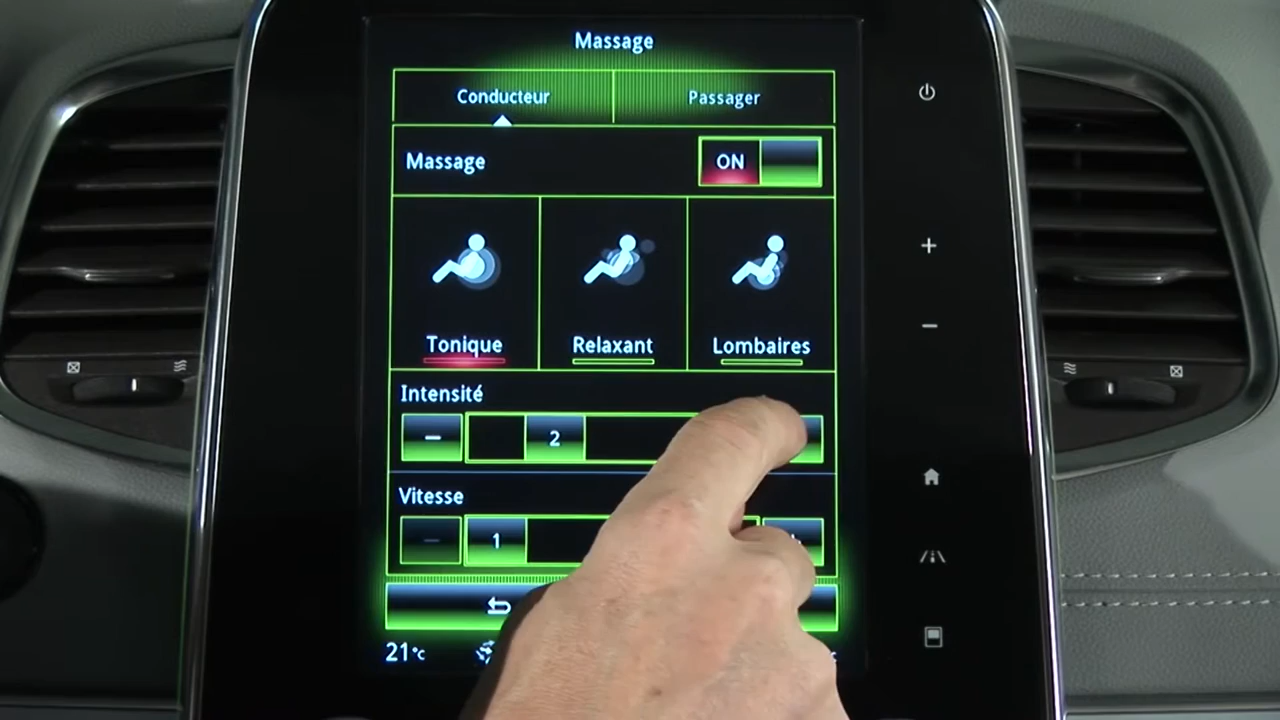 Massage
Conducteur Passager
Massage ON
Tonique Relaxant Lombaires
Intensité
− 2
Vitesse
− 1
21°c